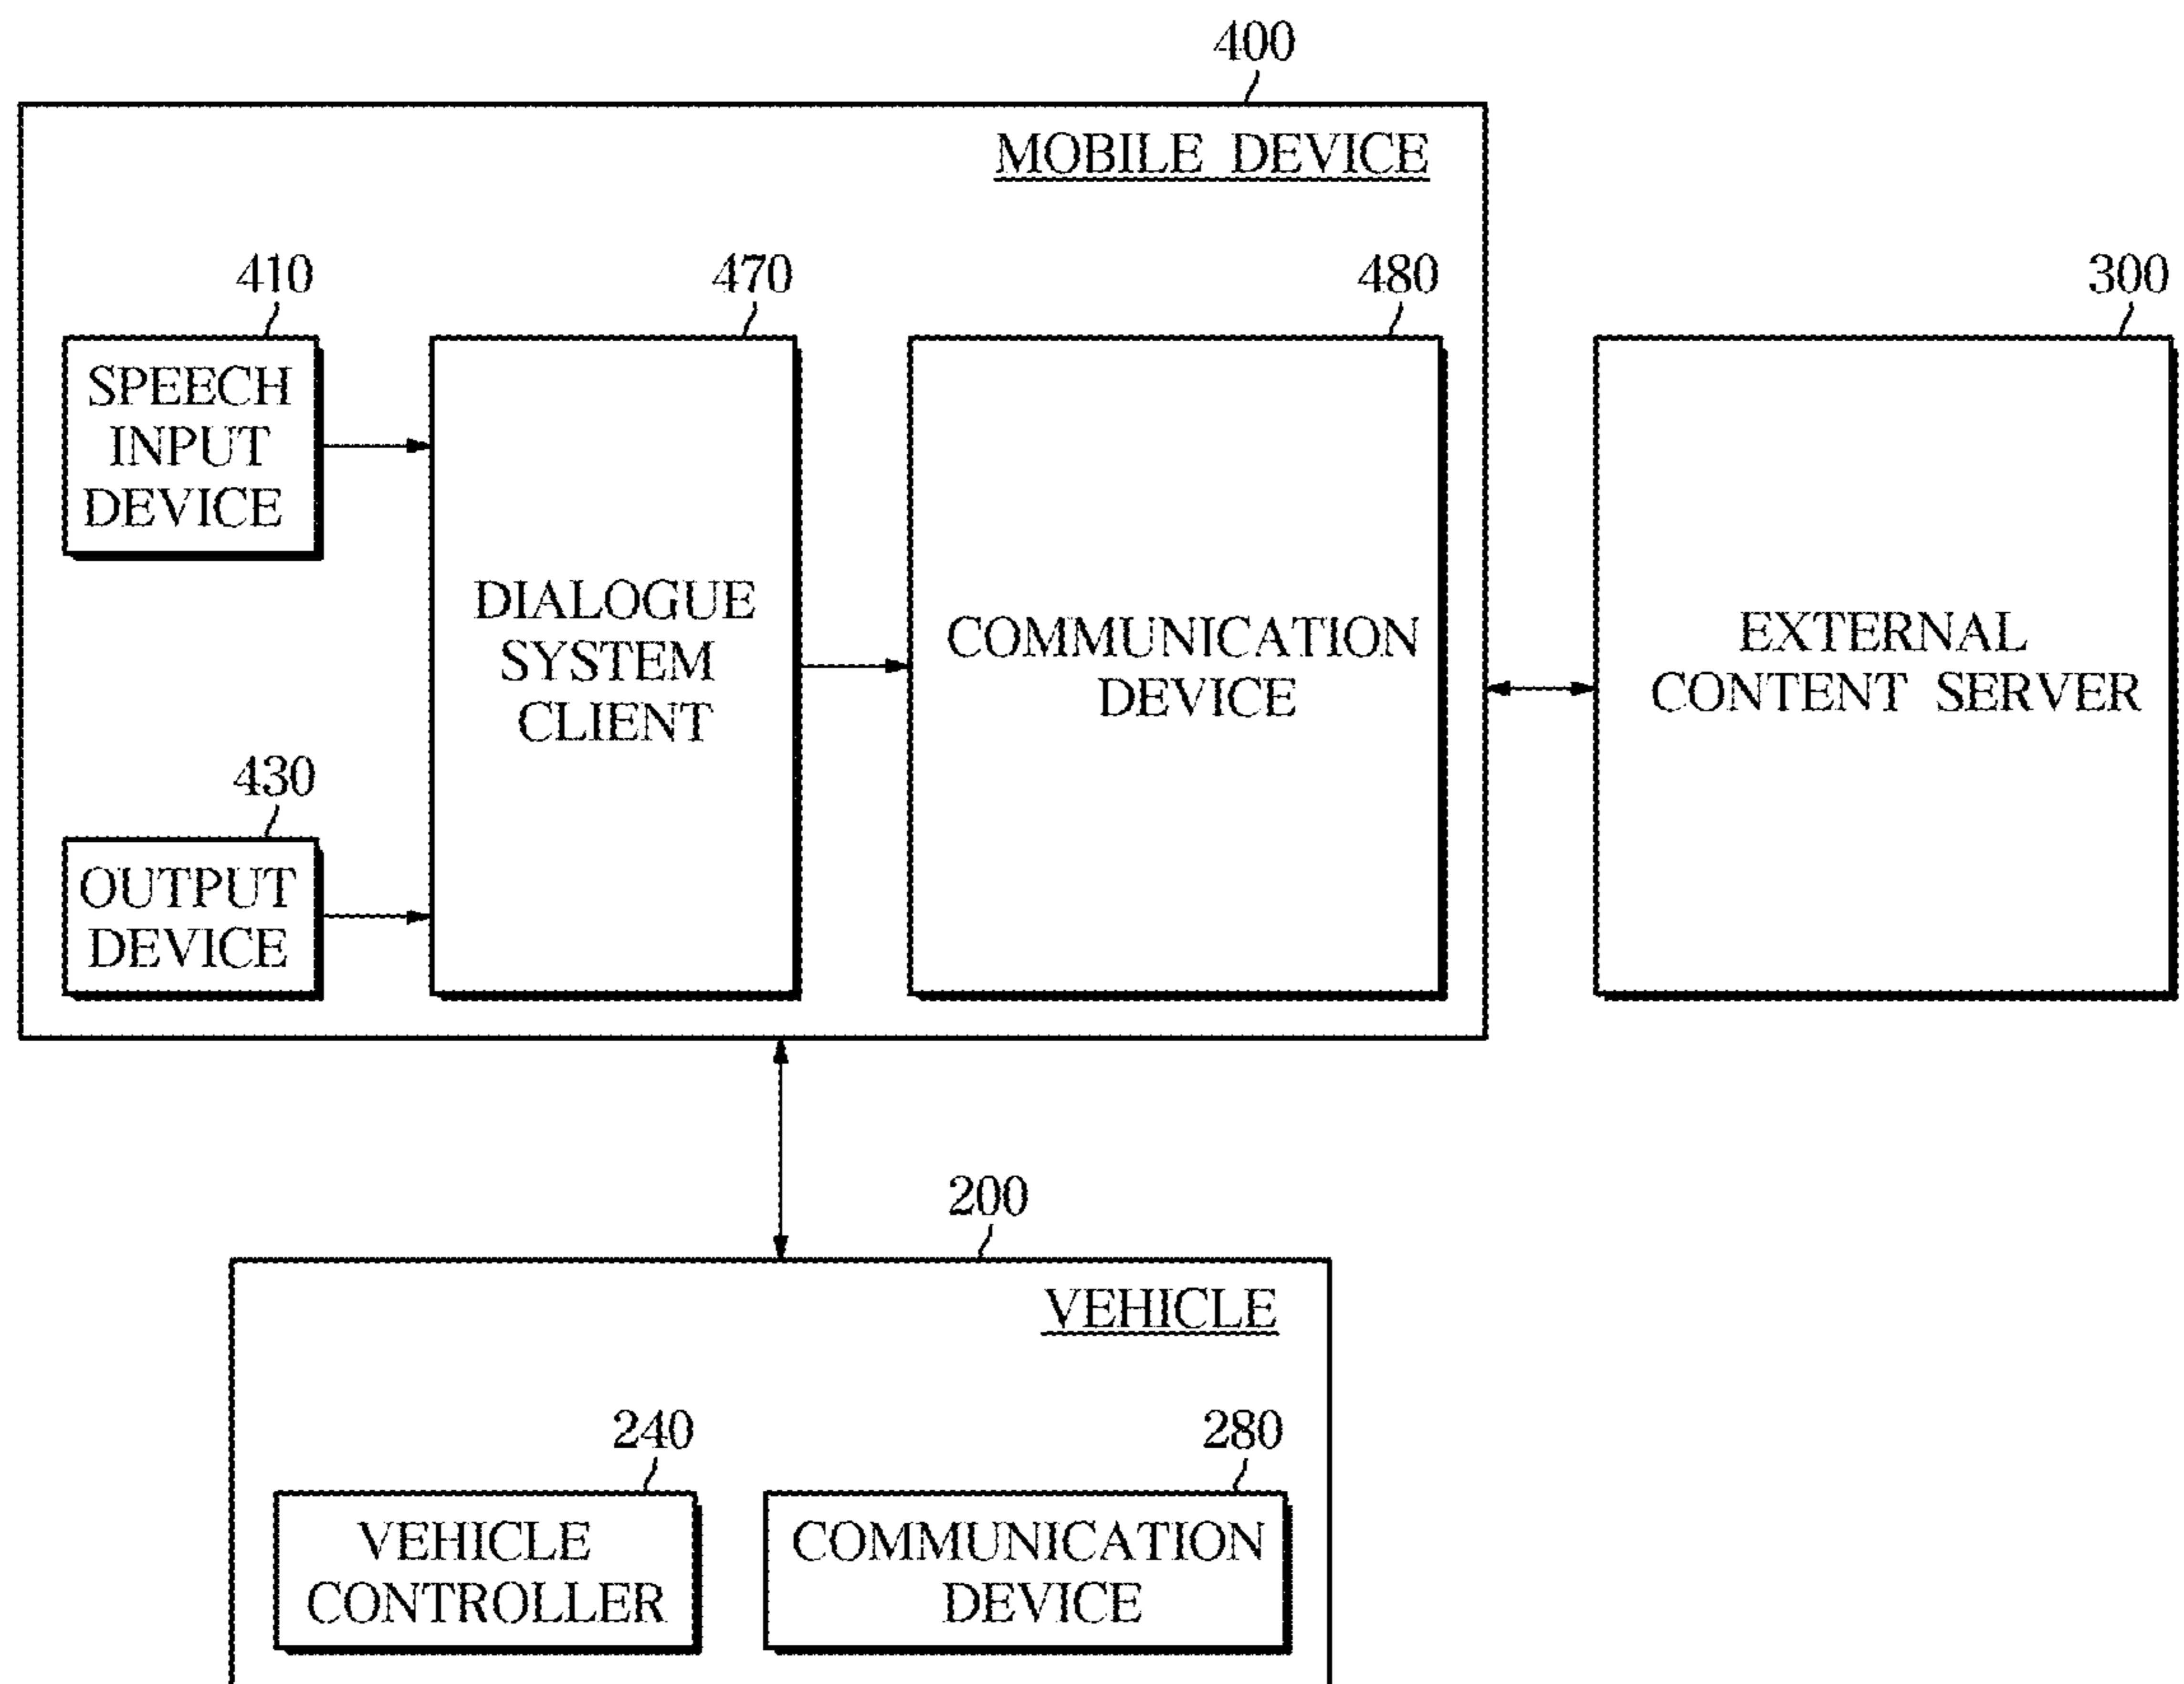 400
MOBILE DEVICE
410
470
480
300
SPEECH
INPUT
DEVICE
DIALOGUE
SYSTEM
CLIENT
COMMUNICATION
DEVICE
EXTERNAL
CONTENT SERVER
430
OUTPUT
DEVICE
200
VEHICLE
240
280
VEHICLE
CONTROLLER
COMMUNICATION
DEVICE